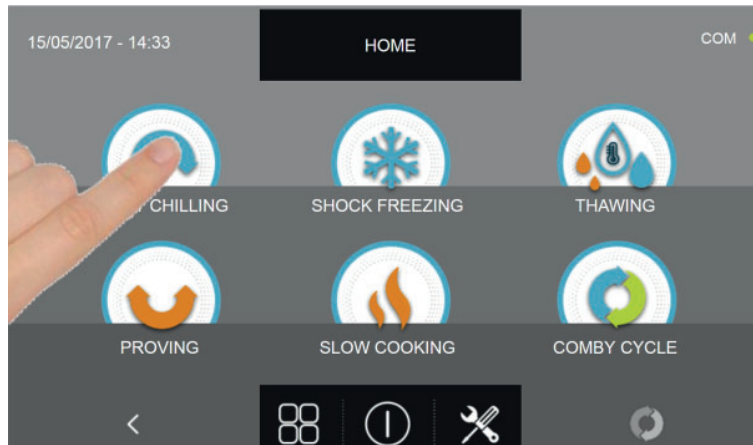 15/05/2017 - 14:33
HOME
COM
CHILLING
SHOCK FREEZING
THAWING
PROVING
SLOW COOKING
COMBY CYCLE